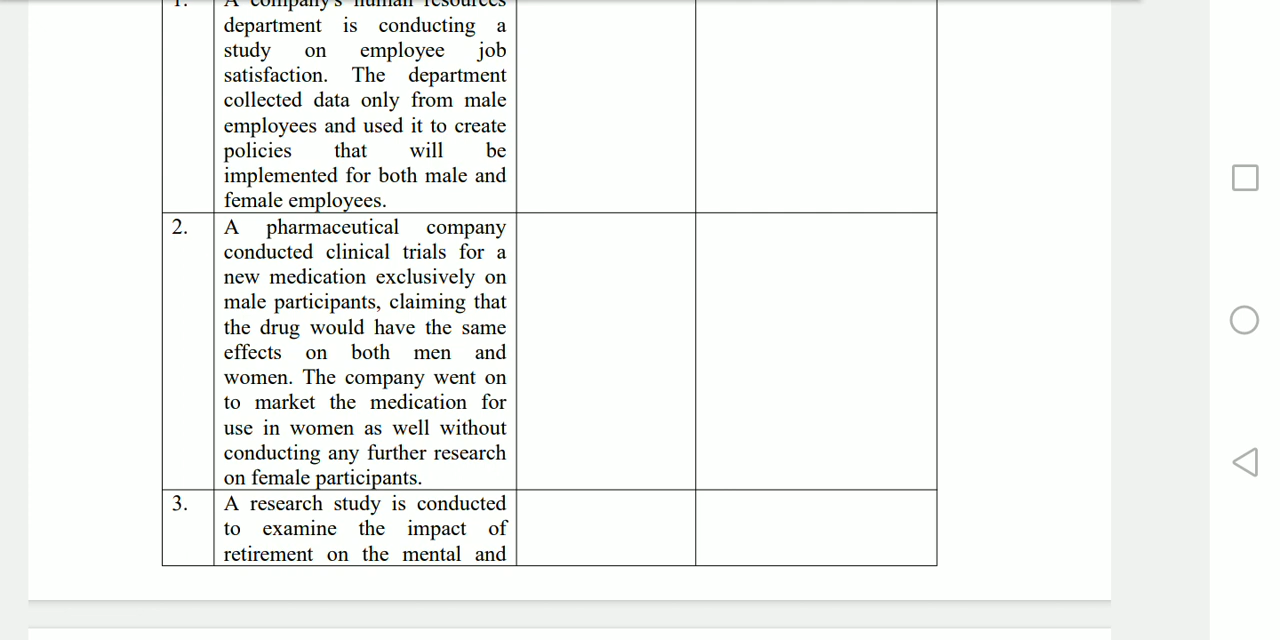 1. A company's human resources
department is conducting a
study on employee job
satisfaction. The department
collected data only from male
employees and used it to create
policies that will be
implemented for both male and
female employees.
2. A pharmaceutical company
conducted clinical trials for a
new medication exclusively on
male participants, claiming that
the drug would have the same
effects on both men and
women. The company went on
to market the medication for
use in women as well without
conducting any further research
on female participants.
3. A research study is conducted
to examine the impact of
retirement on the mental and